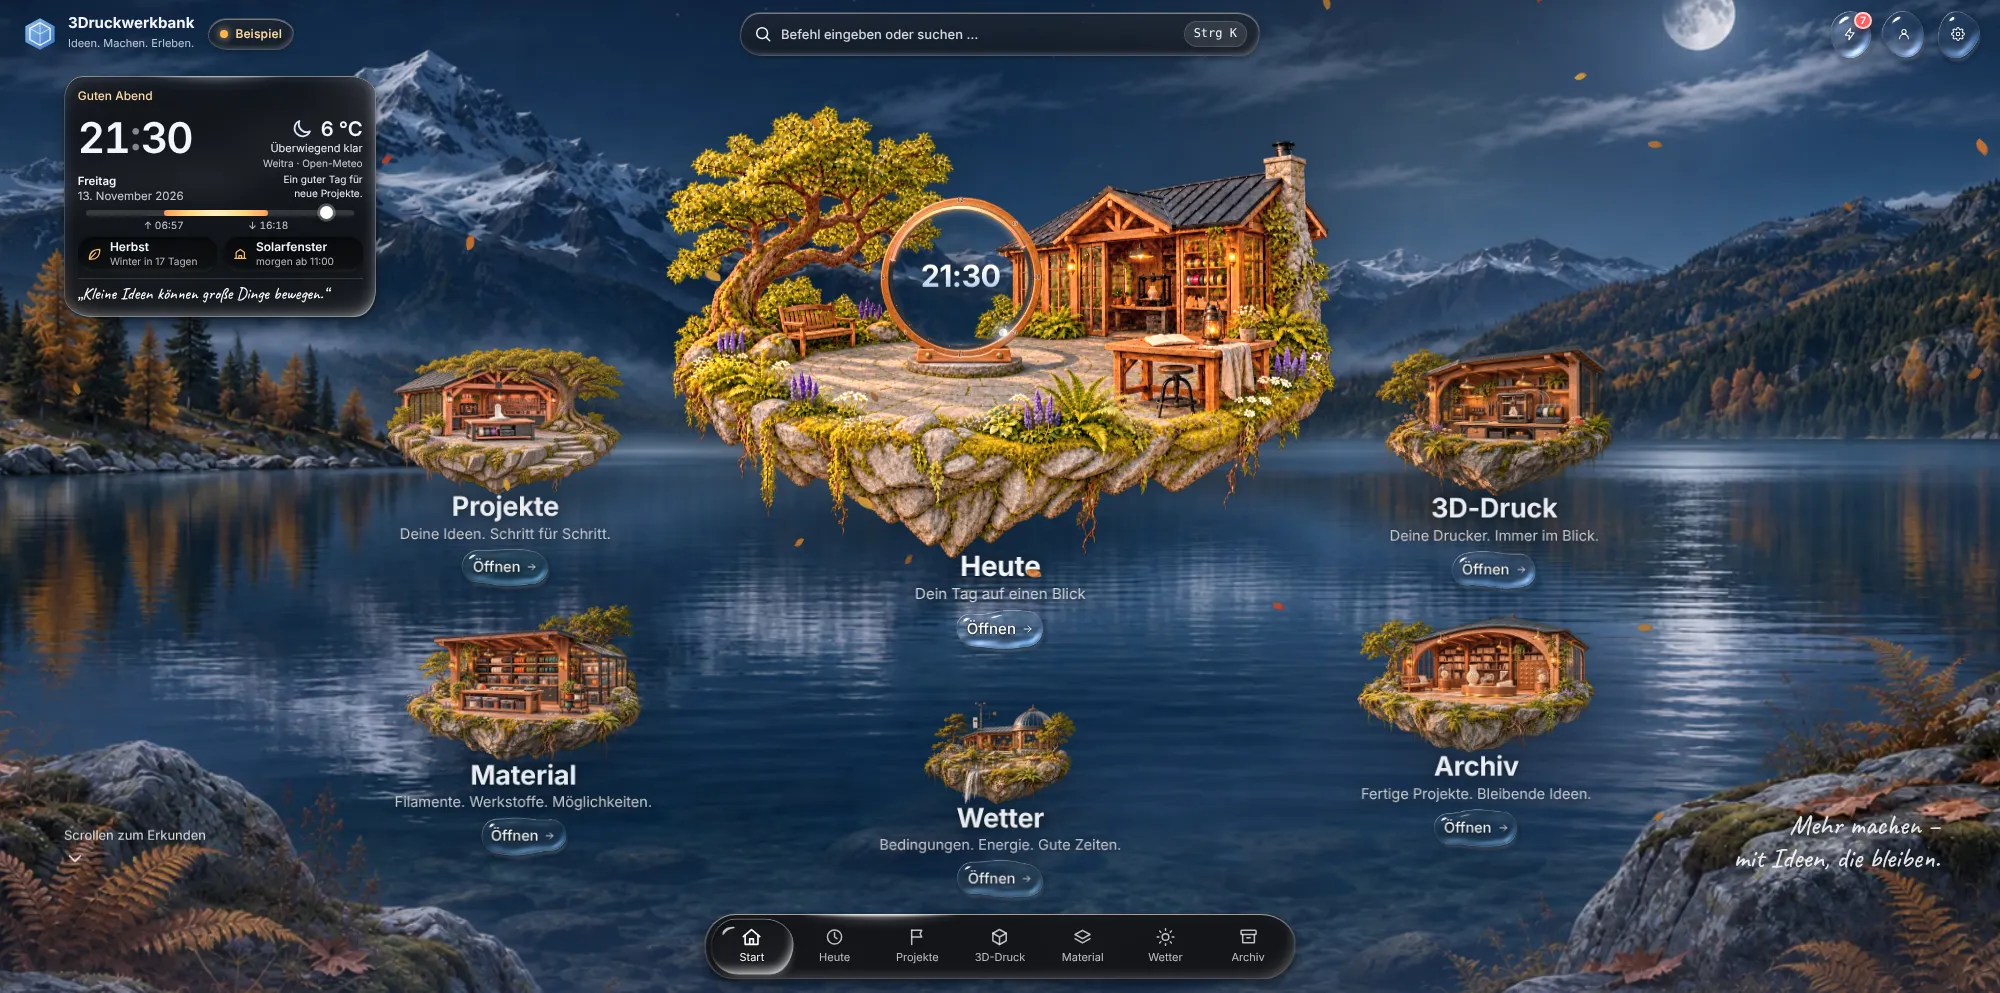 3Druckwerkbank
Ideen. Machen. Erleben.
Beispiel
Befehl eingeben oder suchen ...
Strg K
7
Guten Abend
21:30
6 °C
Überwiegend klar
Weitra · Open-Meteo
Ein guter Tag für
neue Projekte.
Freitag
13. November 2026
↑ 06:57
↓ 16:18
Herbst
Winter in 17 Tagen
Solarfenster
morgen ab 11:00
„Kleine Ideen können große Dinge bewegen.“
21:30
Projekte
Deine Ideen. Schritt für Schritt.
Öffnen →
Heute
Dein Tag auf einen Blick
Öffnen →
3D-Druck
Deine Drucker. Immer im Blick.
Öffnen →
Material
Filamente. Werkstoffe. Möglichkeiten.
Öffnen →
Wetter
Bedingungen. Energie. Gute Zeiten.
Öffnen →
Archiv
Fertige Projekte. Bleibende Ideen.
Öffnen →
Scrollen zum Erkunden
Mehr machen –
mit Ideen, die bleiben.
Start
Heute
Projekte
3D-Druck
Material
Wetter
Archiv